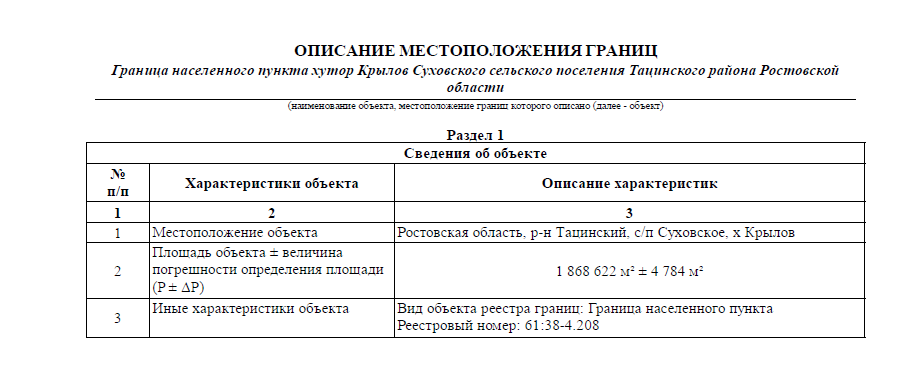 ОПИСАНИЕ МЕСТОПОЛОЖЕНИЯ ГРАНИЦ
Граница населенного пункта хутор Крылов Суховского сельского поселения Тацинского района Ростовской
области
(наименование объекта, местоположение границ которого описано (далее - объект)
Раздел 1
Сведения об объекте
№
п/п
Характеристики объекта
Описание характеристик
1
2
3
1
Местоположение объекта
Ростовская область, р-н Тацинский, с/п Суховское, х Крылов
2
Площадь объекта ± величина
погрешности определения площади
(P ± ΔP)
1 868 622 м² ± 4 784 м²
3
Иные характеристики объекта
Вид объекта реестра границ: Граница населенного пункта
Реестровый номер: 61:38-4.208